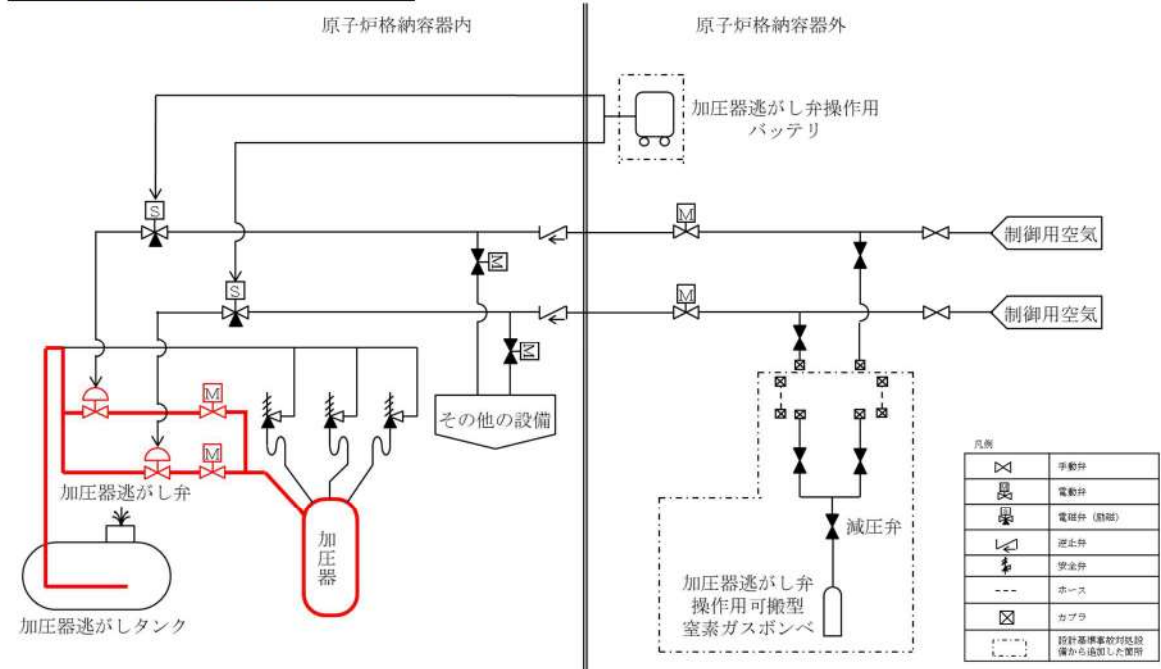 原子炉格納容器内
原子炉格納容器外
加圧器逃がし弁操作用
バッテリ
S
M
制御用空気
M
S
M
制御用空気
M
M
M
その他の設備
加圧器逃がし弁
加圧器
加圧器逃がしタンク
減圧弁
加圧器逃がし弁
操作用可搬型
窒素ガスボンベ
凡例
手動弁
電動弁
電磁弁（励磁）
逆止弁
安全弁
ホース
カプラ
設計基準事故対処設
備から追加した箇所